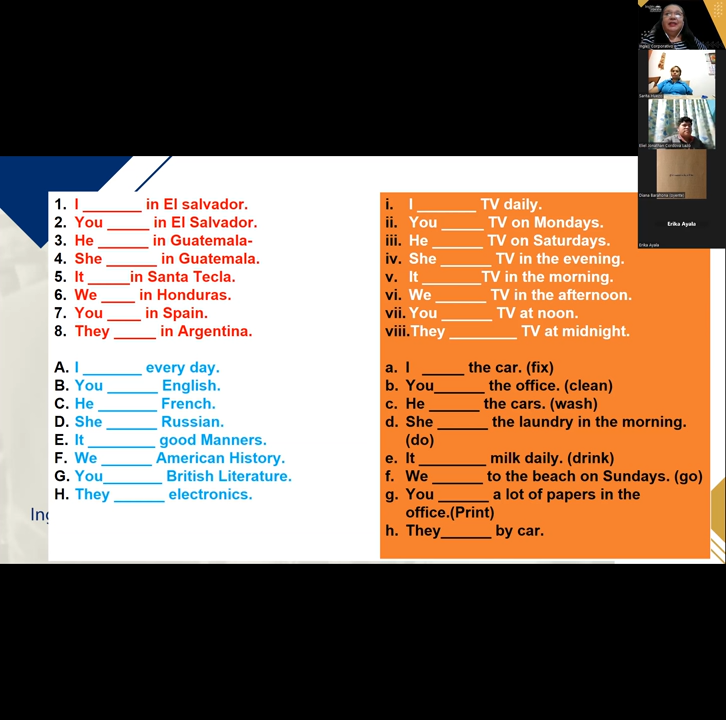 1. I _______ in El salvador.
2. You _____ in El Salvador.
3. He ______ in Guatemala-
4. She ______ in Guatemala.
5. It _____in Santa Tecla.
6. We ____ in Honduras.
7. You ____ in Spain.
8. They _____ in Argentina.
A. I _______ every day.
B. You ______ English.
C. He _______ French.
D. She _______ Russian.
E. It ________ good Manners.
F. We ______ American History.
G. You_______ British Literature.
H. They ______ electronics.
Ing
i. I _______ TV daily.
ii. You ______ TV on Mondays.
iii. He ______ TV on Saturdays.
iv. She ______ TV in the evening.
v. It _______TV in the morning.
vi. We ______ TV in the afternoon.
vii. You ______ TV at noon.
viii.They ________ TV at midnight.
a. I _____ the car. (fix)
b. You______ the office. (clean)
c. He ______ the cars. (wash)
d. She ______ the laundry in the morning.
(do)
e. It ________ milk daily. (drink)
f. We ______ to the beach on Sundays. (go)
g. You ______ a lot of papers in the
office.(Print)
h. They______ by car.
Erika Ayala
Erika Ayala